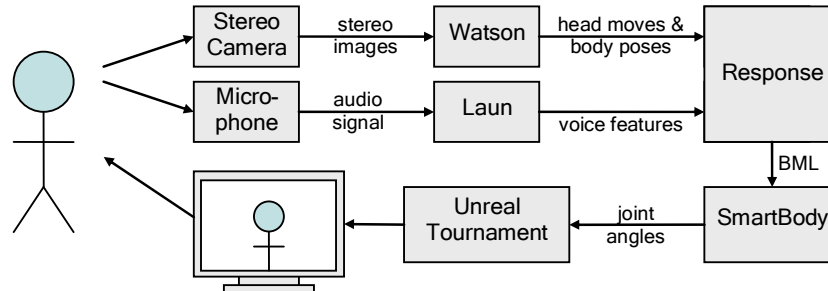 Stereo
Camera
stereo
images
Watson
head moves &
body poses
Response
Micro-
phone
audio
signal
Laun
voice features
BML
Unreal
Tournament
joint
angles
SmartBody